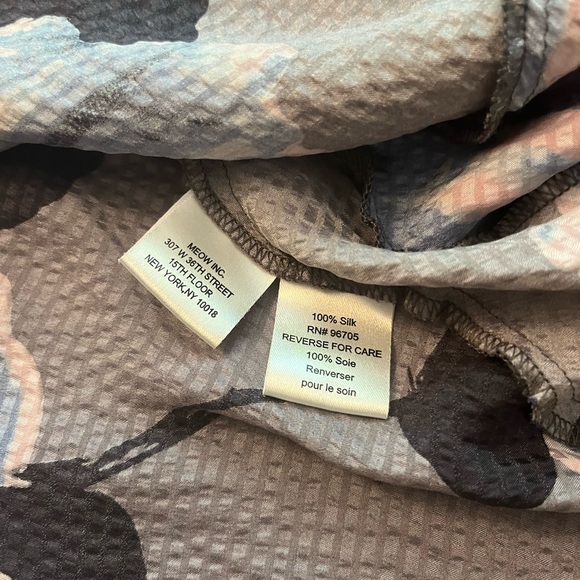 MEOW INC.
307 W 36TH STREET
15TH FLOOR
NEW YORK,NY 10018
100% Silk
RN# 96705
REVERSE FOR CARE
100% Soie
Renverser
pour le soin